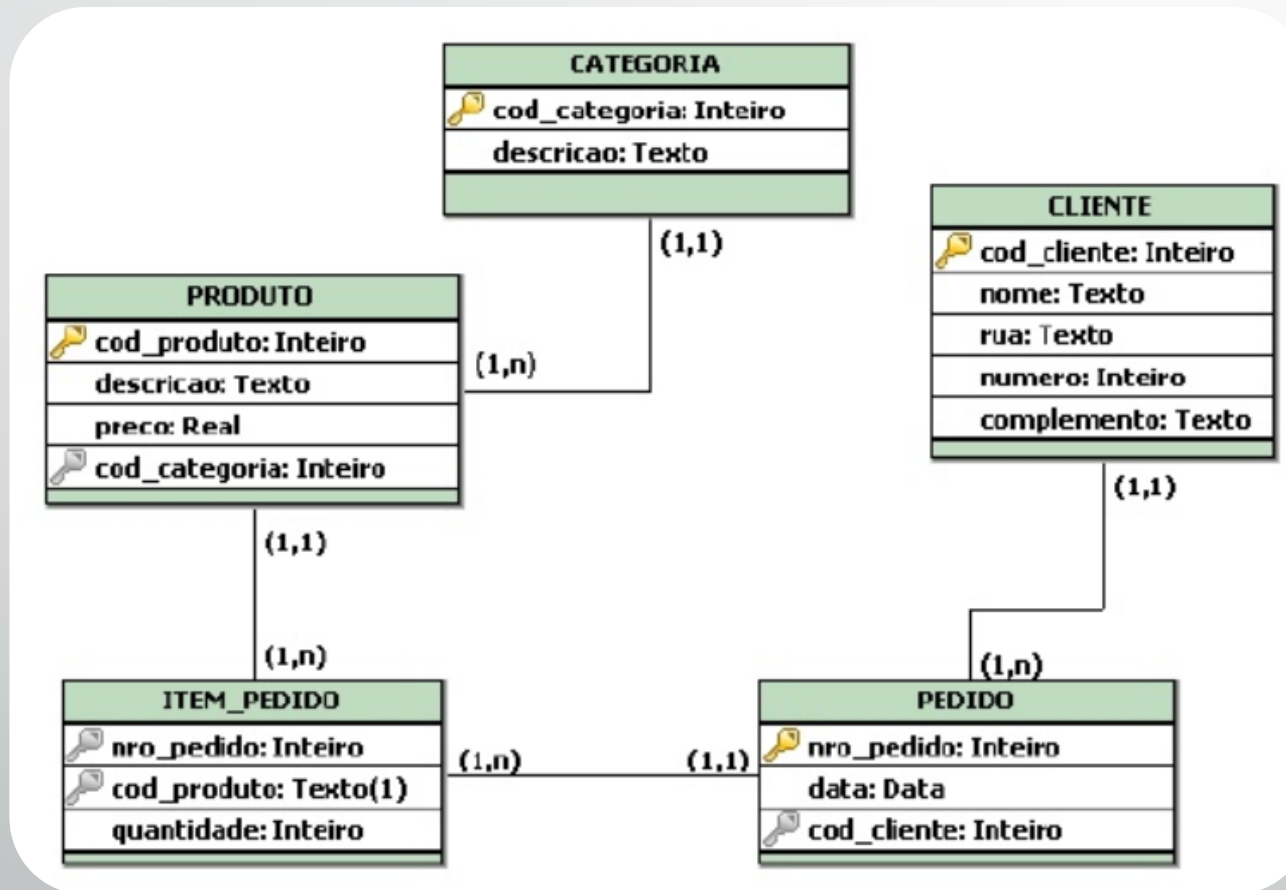 CATEGORIA
cod_categoria: Inteiro
descricao: Texto
(1,1)
CLIENTE
cod_cliente: Inteiro
nome: Texto
rua: Texto
numero: Inteiro
complemento: Texto
(1,1)
PRODUTO
cod_produto: Inteiro
descricao: Texto
preco: Real
cod_categoria: Inteiro
(1,n)
(1,1)
(1,n)
ITEM_PEDIDO
nro_pedido: Inteiro
cod_produto: Texto(1)
quantidade: Inteiro
(1,n)
(1,1)
(1,n)
PEDIDO
nro_pedido: Inteiro
data: Data
cod_cliente: Inteiro